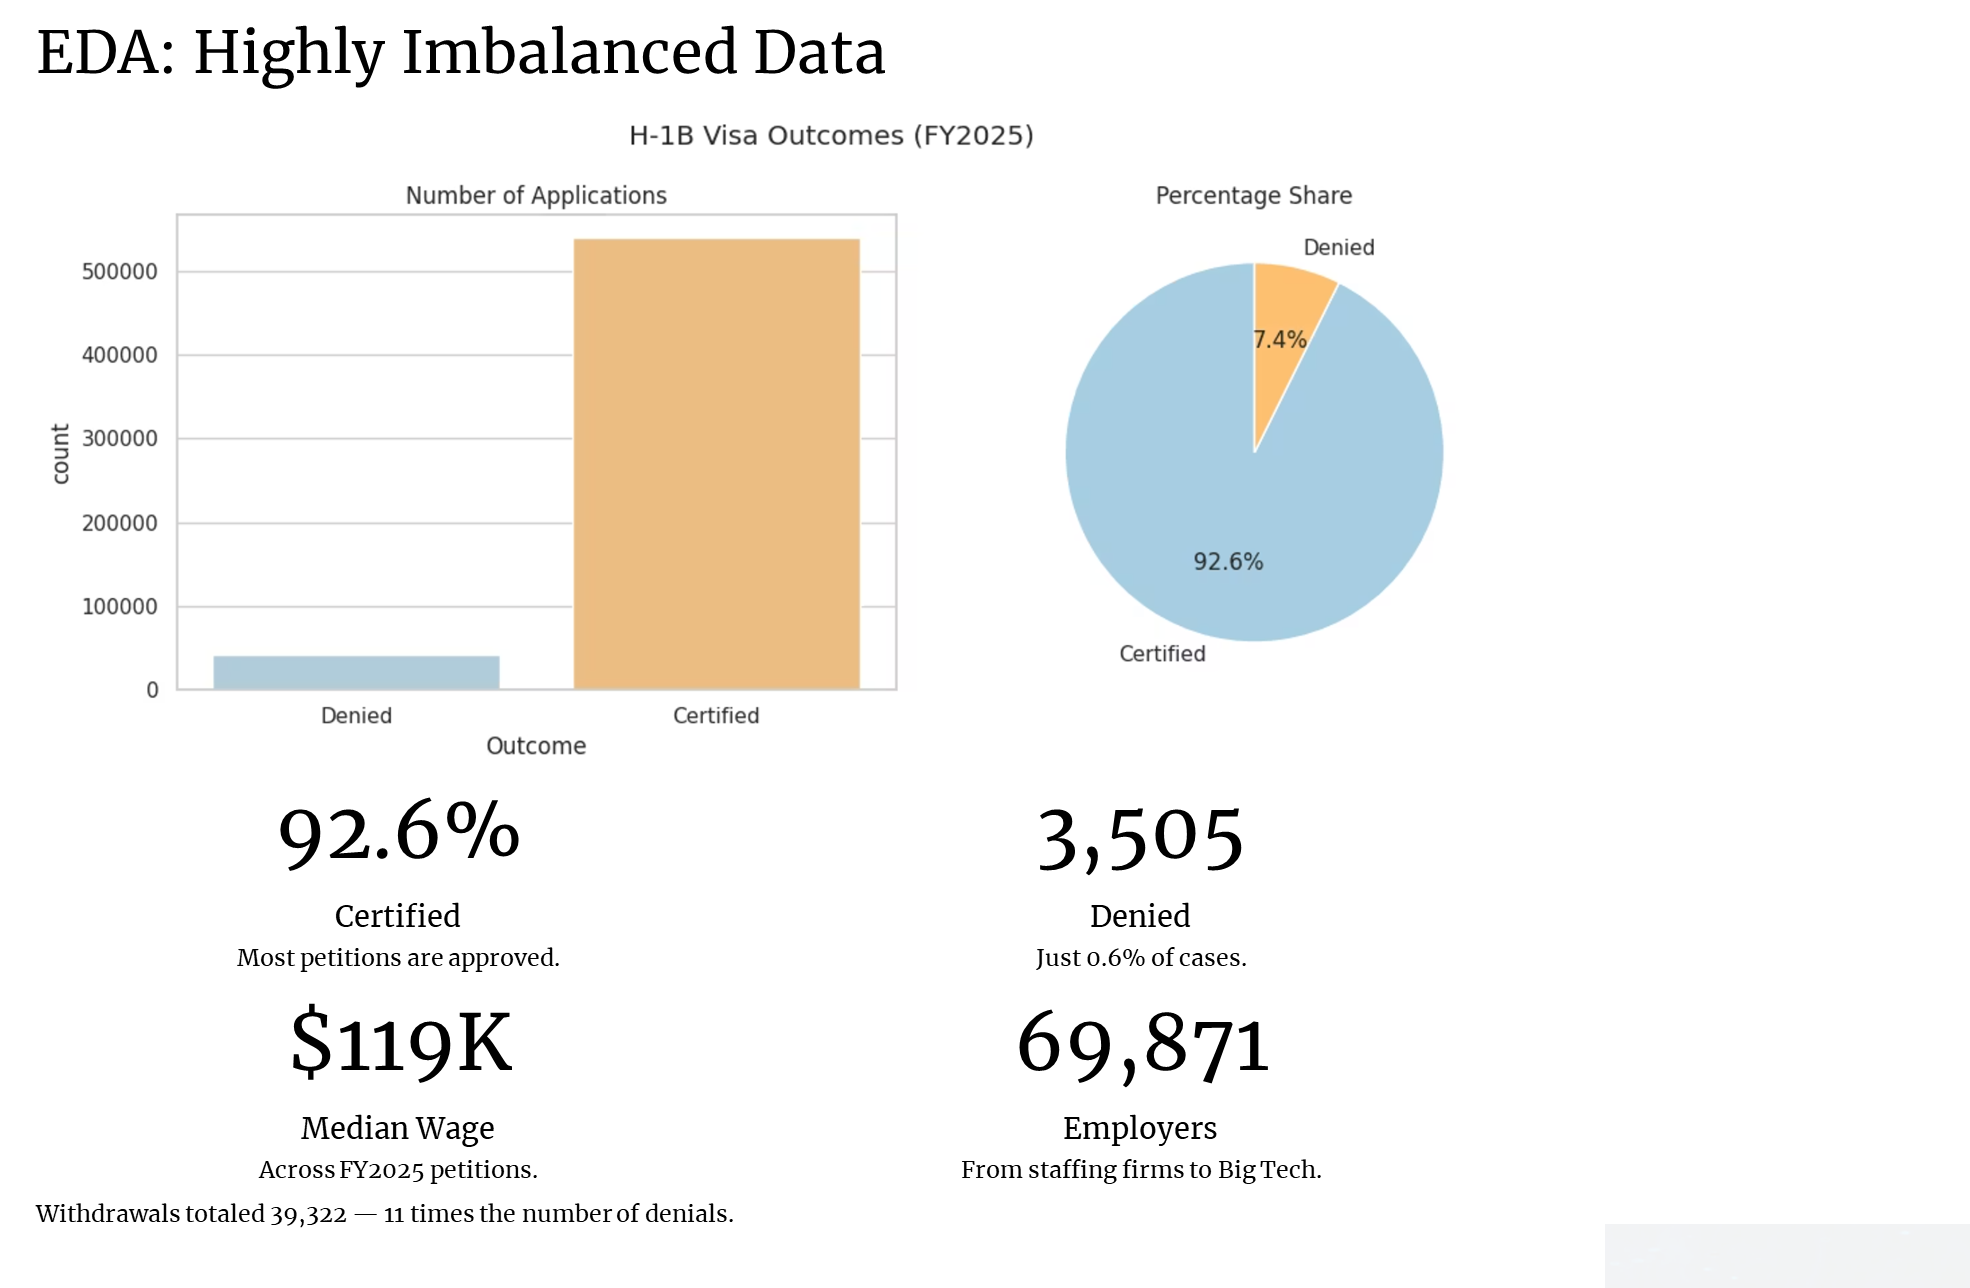 EDA: Highly Imbalanced Data
H-1B Visa Outcomes (FY2025)
Number of Applications
500000
400000
300000
200000
100000
0
count
Denied
Certified
Outcome
Percentage Share
Denied
7.4%
92.6%
Certified
92.6%
Certified
Most petitions are approved.
3,505
Denied
Just 0.6% of cases.
$119K
Median Wage
Across FY2025 petitions.
69,871
Employers
From staffing firms to Big Tech.
Withdrawals totaled 39,322 — 11 times the number of denials.